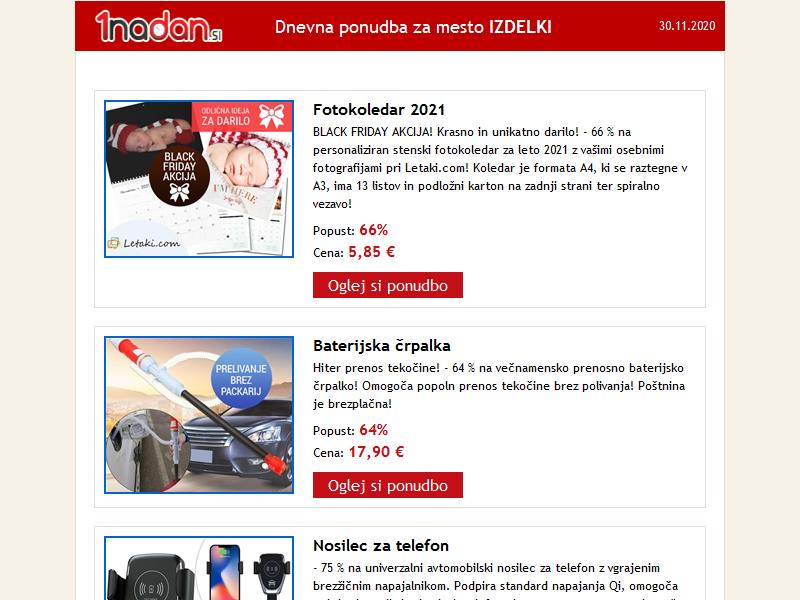 1nadan.si
Dnevna ponudba za mesto IZDELKI
30.11.2020
ODLIČNA IDEJA
ZA DARILO
BLACK
FRIDAY
AKCIJA
I'M HERE
Letaki.com
Fotokoledar 2021
BLACK FRIDAY AKCIJA! Krasno in unikatno darilo! - 66 % na
personaliziran stenski fotokoledar za leto 2021 z vašimi osebnimi
fotografijami pri Letaki.com! Koledar je formata A4, ki se raztegne v
A3, ima 13 listov in podložni karton na zadnji strani ter spiralno
vezavo!
Popust: 66%
Cena: 5,85 €
Oglej si ponudbo
PRELIVANJE
BREZ
PACKARIJ
Baterijska črpalka
Hiter prenos tekočine! - 64 % na večnamensko prenosno baterijsko
črpalko! Omogoča popoln prenos tekočine brez polivanja! Poštnina
je brezplačna!
Popust: 64%
Cena: 17,90 €
Oglej si ponudbo
Nosilec za telefon
- 75 % na univerzalni avtomobilski nosilec za telefon z vgrajenim
brezžičnim napajalnikom. Podpira standard napajanja Qi, omogoča